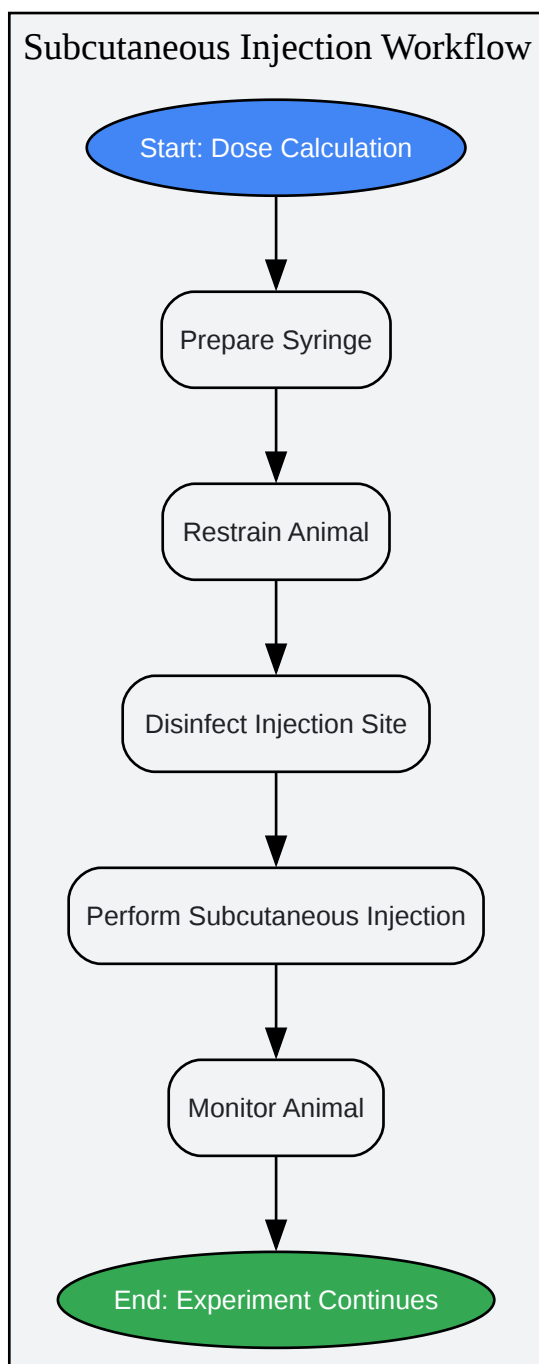 Subcutaneous Injection Workflow
Start: Dose Calculation
Prepare Syringe
Restrain Animal
Disinfect Injection Site
Perform Subcutaneous Injection
Monitor Animal
End: Experiment Continues